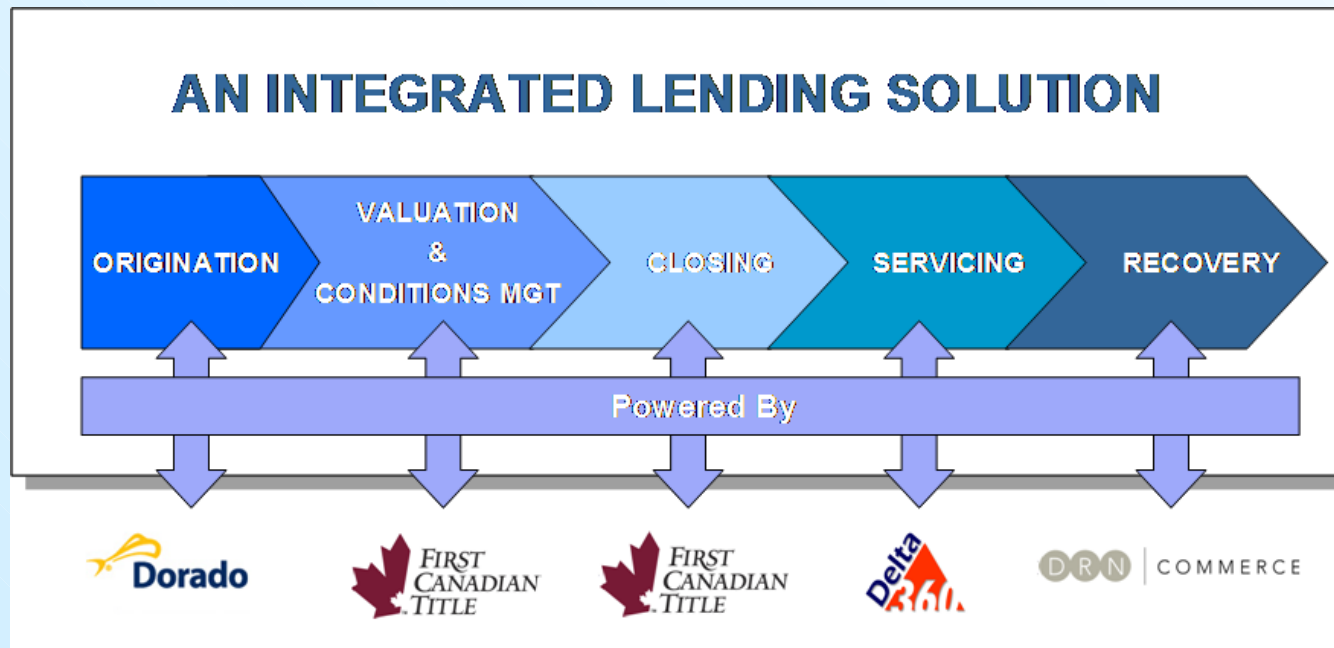 AN INTEGRATED LENDING SOLUTION
ORIGINATION
VALUATION
&
CONDITIONS MGT
CLOSING
SERVICING
RECOVERY
Powered By
Dorado
FIRST
CANADIAN
TITLE
FIRST
CANADIAN
TITLE
Delta
360
DRN COMMERCE